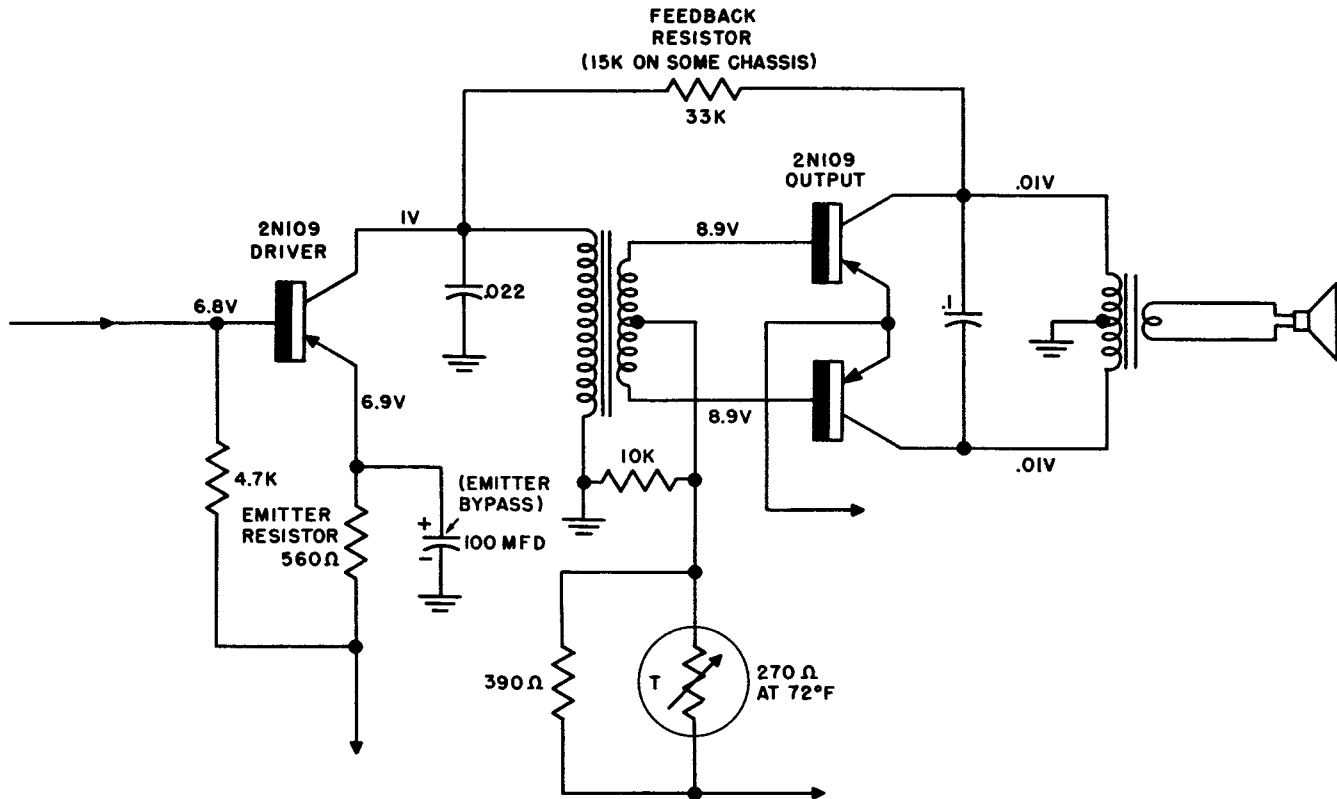 FEEDBACK
RESISTOR
(15K ON SOME CHASSIS)
33K
2N109
OUTPUT
.01V
2N109
DRIVER
1V
8.9V
6.8V
.022
.1
6.9V
8.9V
.01V
10K
4.7K
(EMITTER
BYPASS)
EMITTER
RESISTOR
560Ω
+
100 MFD
-
390Ω
T
270 Ω
AT 72°F